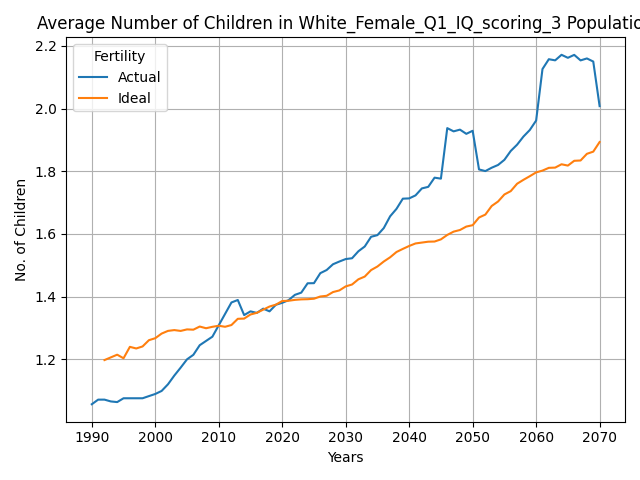 Average Number of Children in White_Female_Q1_IQ_scoring_3 Populatio
Fertility
Actual
Ideal
No. of Children
2.2
2.0
1.8
1.6
1.4
1.2
1990 2000 2010 2020 2030 2040 2050 2060 2070
Years